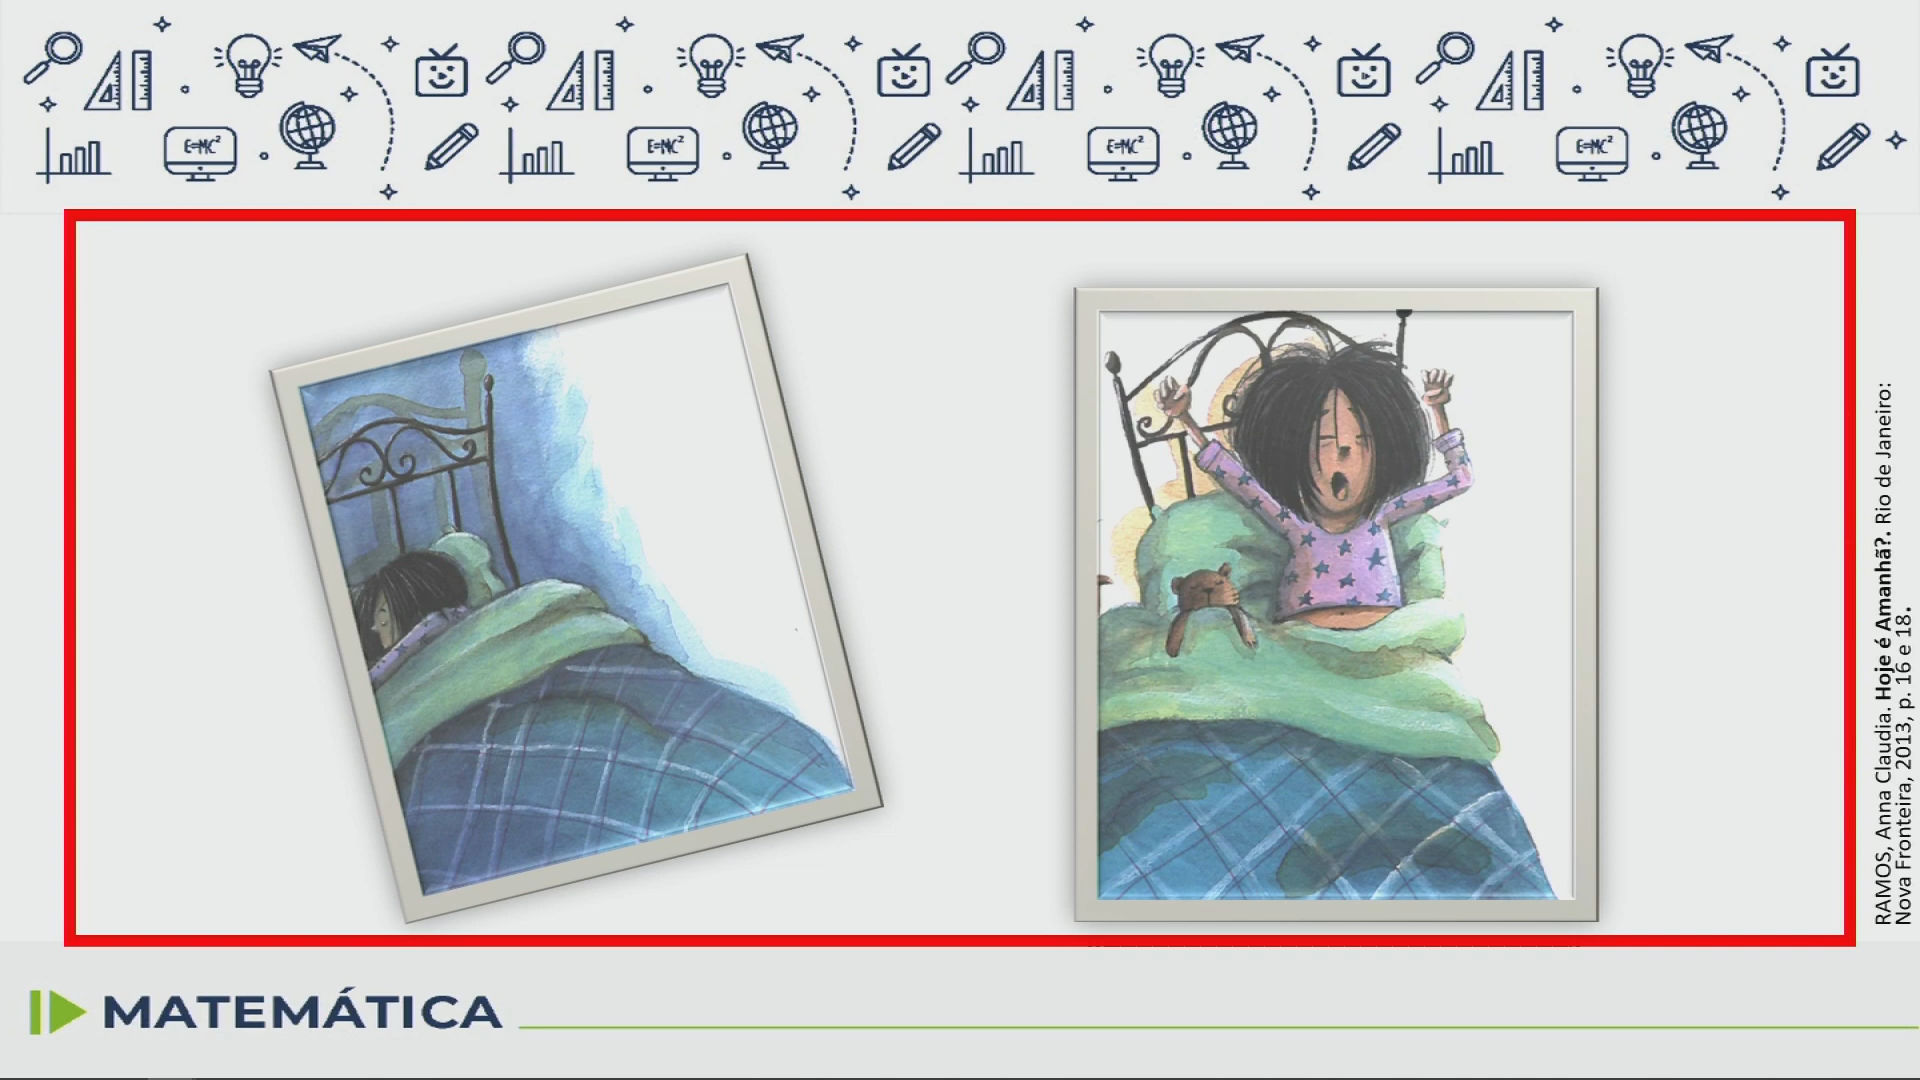 E=MC²
E=MC²
E=MC²
E=MC²
RAMOS, Anna Claudia. Hoje é Amanhã?. Rio de Janeiro:
Nova Fronteira, 2013, p. 16 e 18.
MATEMÁTICA